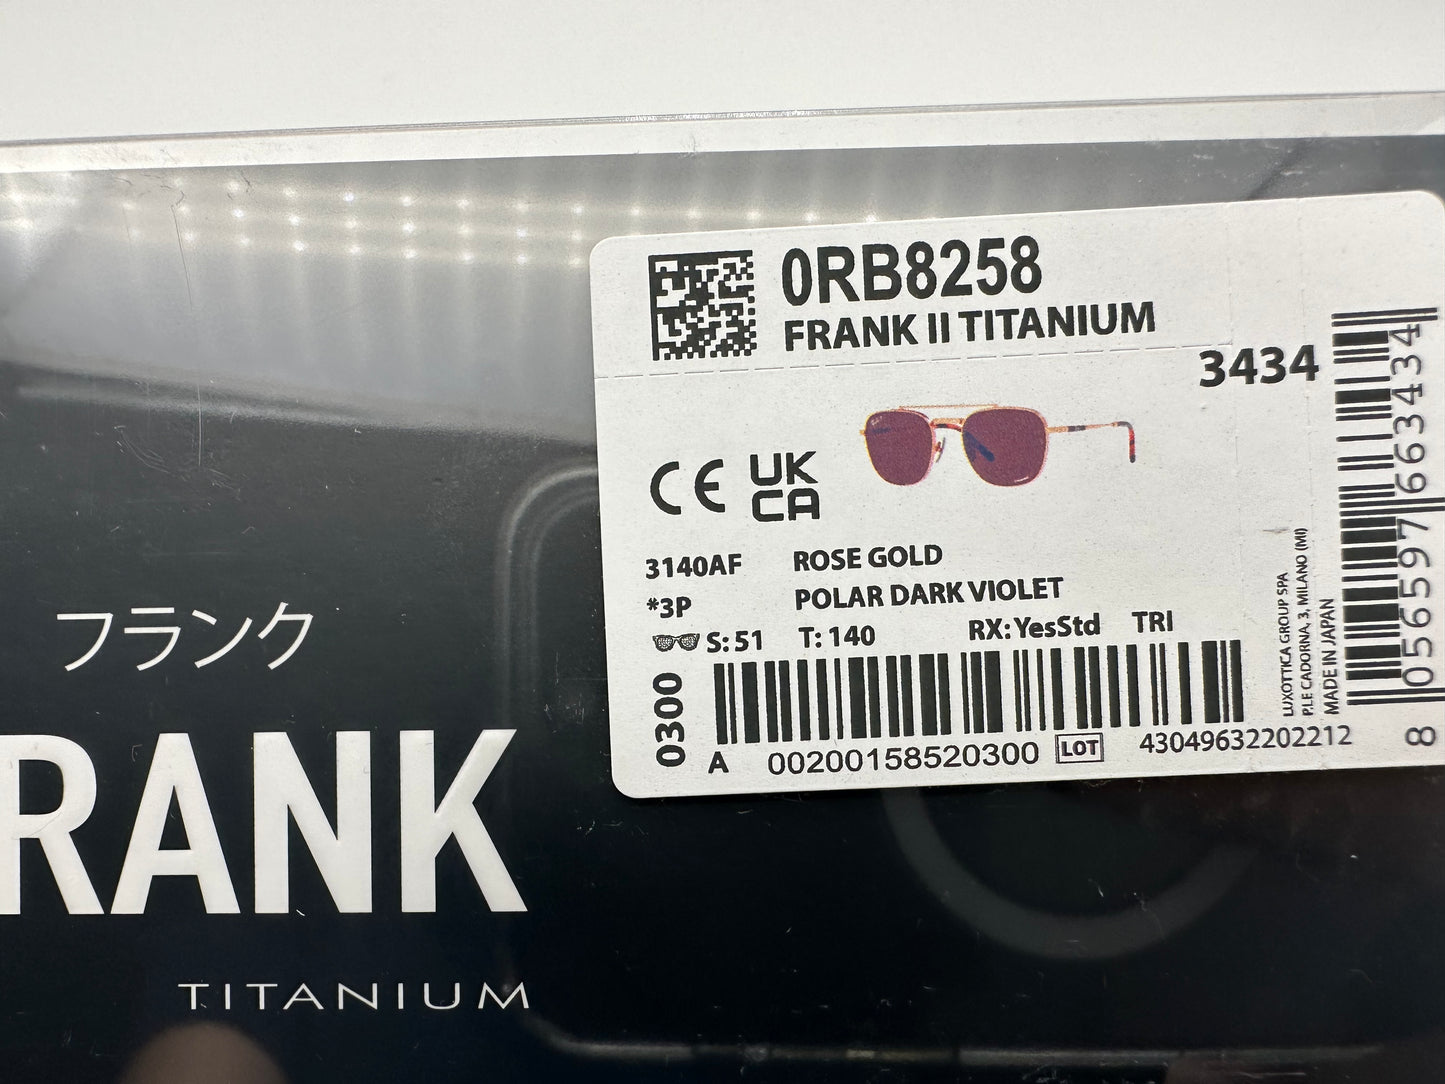 0RB8258
FRANK II TITANIUM
3434
CE UK
CA
3140AF ROSE GOLD
*3P POLAR DARK VIOLET
S: 51 T: 140 RX: YesStd TRI
0300
A 00200158520300 LOT 43049632202212
LUXOTTICA GROUP SPA
P.LE CADORNA, 3, MILANO (MI)
MADE IN JAPAN
8 056597 663434
フランク
RANK
TITANIUM